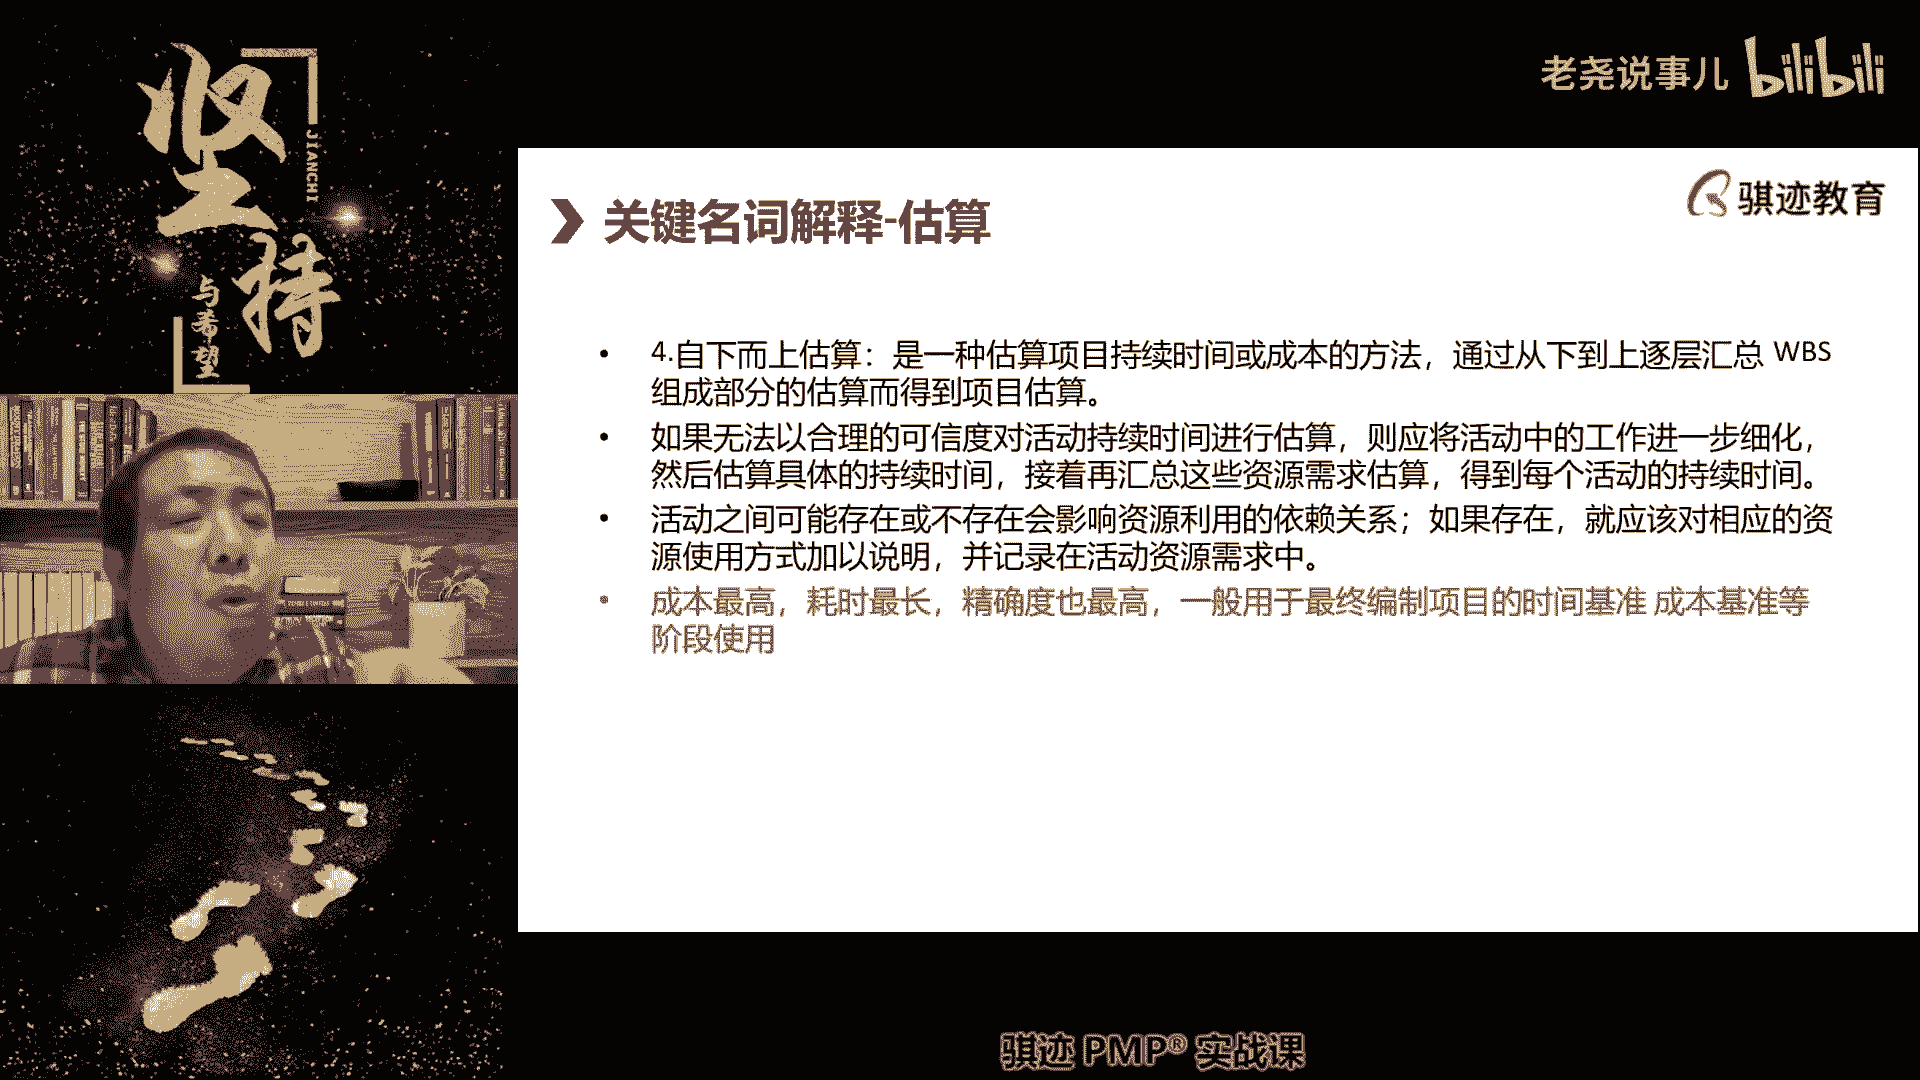 坚持
JIANCHI
与希望
老尧说事儿 bilibili
骐迹教育
关键名词解释-估算
• 4.自下而上估算：是一种估算项目持续时间或成本的方法，通过从下到上逐层汇总 WBS
组成部分的估算而得到项目估算。
• 如果无法以合理的可信度对活动持续时间进行估算，则应将活动中的工作进一步细化，
然后估算具体的持续时间，接着再汇总这些资源需求估算，得到每个活动的持续时间。
• 活动之间可能存在或不存在会影响资源利用的依赖关系；如果存在，就应该对相应的资
源使用方式加以说明，并记录在活动资源需求中。
• 成本最高，耗时最长，精确度也最高，一般用于最终编制项目的时间基准 成本基准等
阶段使用
骐迹 PMP® 实战课